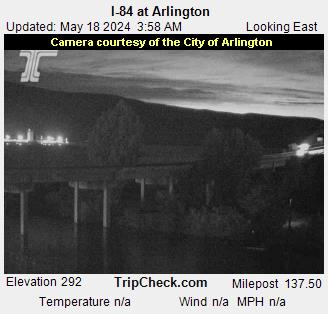 I-84 at Arlington
Updated: May 18 2024 3:58 AM Looking East
Camera courtesy of the City of Arlington
Elevation 292 TripCheck.com Milepost 137.50
Temperature n/a Wind n/a MPH n/a